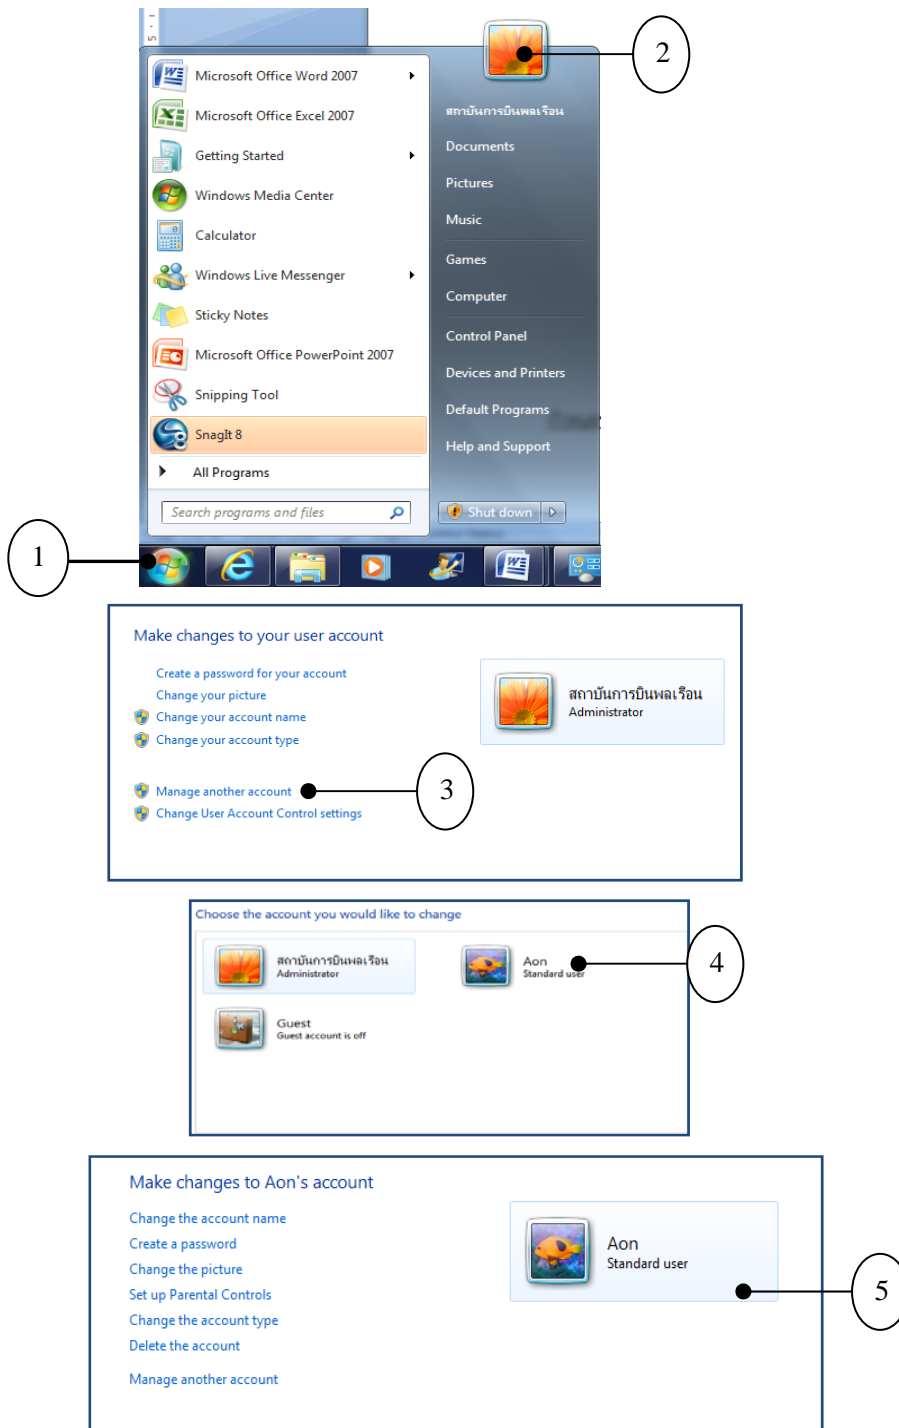 5 · 1
2
Microsoft Office Word 2007
Microsoft Office Excel 2007
Getting Started
Windows Media Center
Calculator
Windows Live Messenger
Sticky Notes
Microsoft Office PowerPoint 2007
Snipping Tool
SnagIt 8
All Programs
Search programs and files
สถาบันการบินพลเรือน
Documents
Pictures
Music
Games
Computer
Control Panel
Devices and Printers
Default Programs
Help and Support
Shut down
1
Make changes to your user account
Create a password for your account
Change your picture
Change your account name
Change your account type
Manage another account
Change User Account Control settings
สถาบันการบินพลเรือน
Administrator
3
Choose the account you would like to change
สถาบันการบินพลเรือน
Administrator
Aon
Standard user
Guest
Guest account is off
4
Make changes to Aon's account
Change the account name
Create a password
Change the picture
Set up Parental Controls
Change the account type
Delete the account
Manage another account
Aon
Standard user
5